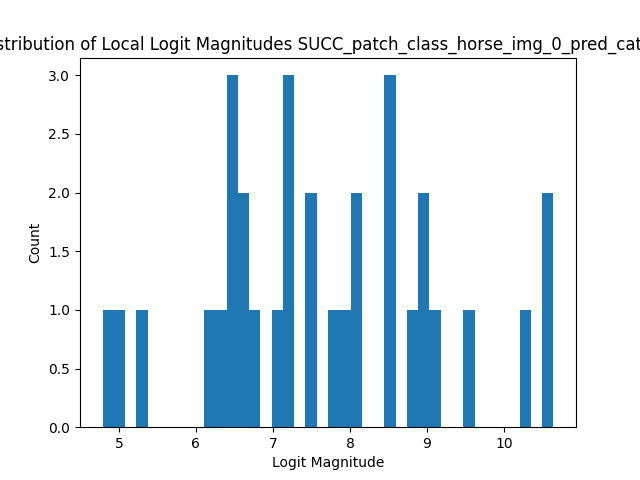 stribution of Local Logit Magnitudes SUCC_patch_class_horse_img_0_pred_cat
3.0
2.5
2.0
1.5
1.0
0.5
0.0
Count
5 6 7 8 9 10
Logit Magnitude